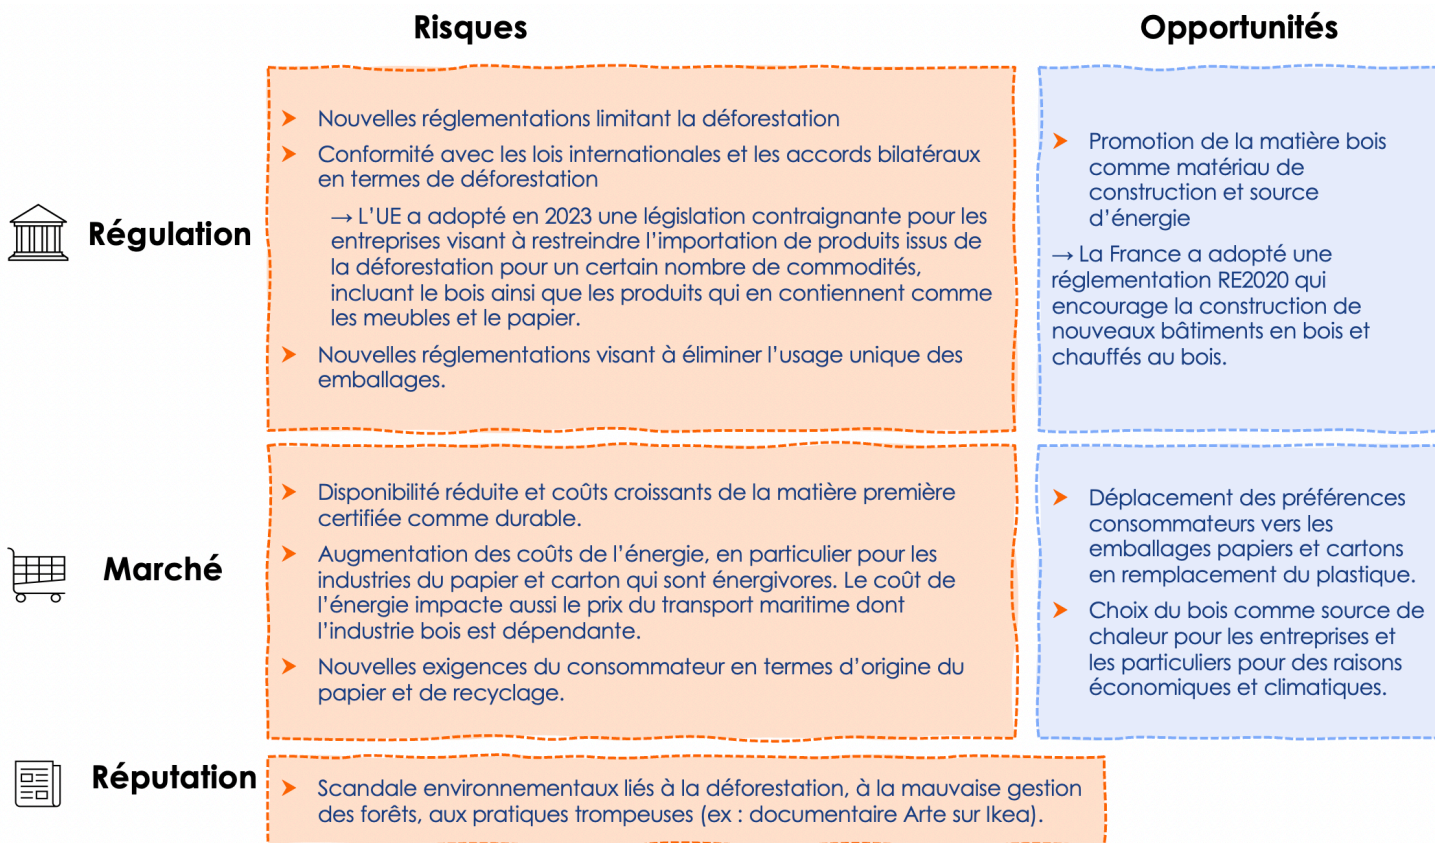 Risques
Opportunités
Régulation
➤ Nouvelles réglementations limitant la déforestation
➤ Conformité avec les lois internationales et les accords bilatéraux
en termes de déforestation
→ L’UE a adopté en 2023 une législation contraignante pour les
entreprises visant à restreindre l’importation de produits issus de
la déforestation pour un certain nombre de commodités,
incluant le bois ainsi que les produits qui en contiennent comme
les meubles et le papier.
➤ Nouvelles réglementations visant à éliminer l’usage unique des
emballages.
➤ Promotion de la matière bois
comme matériau de
construction et source
d’énergie
→ La France a adopté une
réglementation RE2020 qui
encourage la construction de
nouveaux bâtiments en bois et
chauffés au bois.
Marché
➤ Disponibilité réduite et coûts croissants de la matière première
certifiée comme durable.
➤ Augmentation des coûts de l’énergie, en particulier pour les
industries du papier et carton qui sont énergivores. Le coût de
l’énergie impacte aussi le prix du transport maritime dont
l’industrie bois est dépendante.
➤ Nouvelles exigences du consommateur en termes d’origine du
papier et de recyclage.
➤ Déplacement des préférences
consommateurs vers les
emballages papiers et cartons
en remplacement du plastique.
➤ Choix du bois comme source de
chaleur pour les entreprises et
les particuliers pour des raisons
économiques et climatiques.
Réputation
➤ Scandale environnementaux liés à la déforestation, à la mauvaise gestion
des forêts, aux pratiques trompeuses (ex : documentaire Arte sur Ikea).